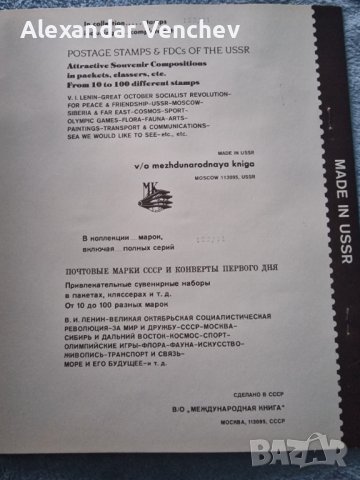 Alexander Venchev
In collection . . . . stamps
POSTAGE STAMPS & FDCs OF THE USSR
Attractive Souvenir Compositions
in packets, classers, etc.
From 10 to 100 different stamps
V. I. LENIN–GREAT OCTOBER SOCIALIST REVOLUTION–
FOR PEACE & FRIENDSHIP–USSR–MOSCOW–
SIBERIA & FAR EAST–COSMOS–SPORT–
OLYMPIC GAMES–FLORA–FAUNA–ARTS–
PAINTINGS–TRANSPORT & COMMUNICATIONS–
SEA WE WOULD LIKE TO SEE–etc., etc.
MADE IN USSR
v/o mezhdunarodnaya kniga
MOSCOW 113095, USSR
МК
MADE IN USSR
В коллекции ...марок,
включая ...полных серий
ПОЧТОВЫЕ МАРКИ СССР И КОНВЕРТЫ ПЕРВОГО ДНЯ
Привлекательные сувенирные наборы
в пакетах, кляссерах и т. д.
От 10 до 100 разных марок
В. И. ЛЕНИН–ВЕЛИКАЯ ОКТЯБРЬСКАЯ СОЦИАЛИСТИЧЕСКАЯ
РЕВОЛЮЦИЯ–ЗА МИР И ДРУЖБУ–СССР–МОСКВА–
СИБИРЬ И ДАЛЬНИЙ ВОСТОК–КОСМОС–СПОРТ–
ОЛИМПИЙСКИЕ ИГРЫ–ФЛОРА–ФАУНА–ИСКУССТВО–
ЖИВОПИСЬ–ТРАНСПОРТ И СВЯЗЬ–
МОРЕ И ЕГО БУДУЩЕЕ–и т. д.
СДЕЛАНО В СССР
В/О „МЕЖДУНАРОДНАЯ КНИГА"
МОСКВА, 113095, СССР
BAZAR